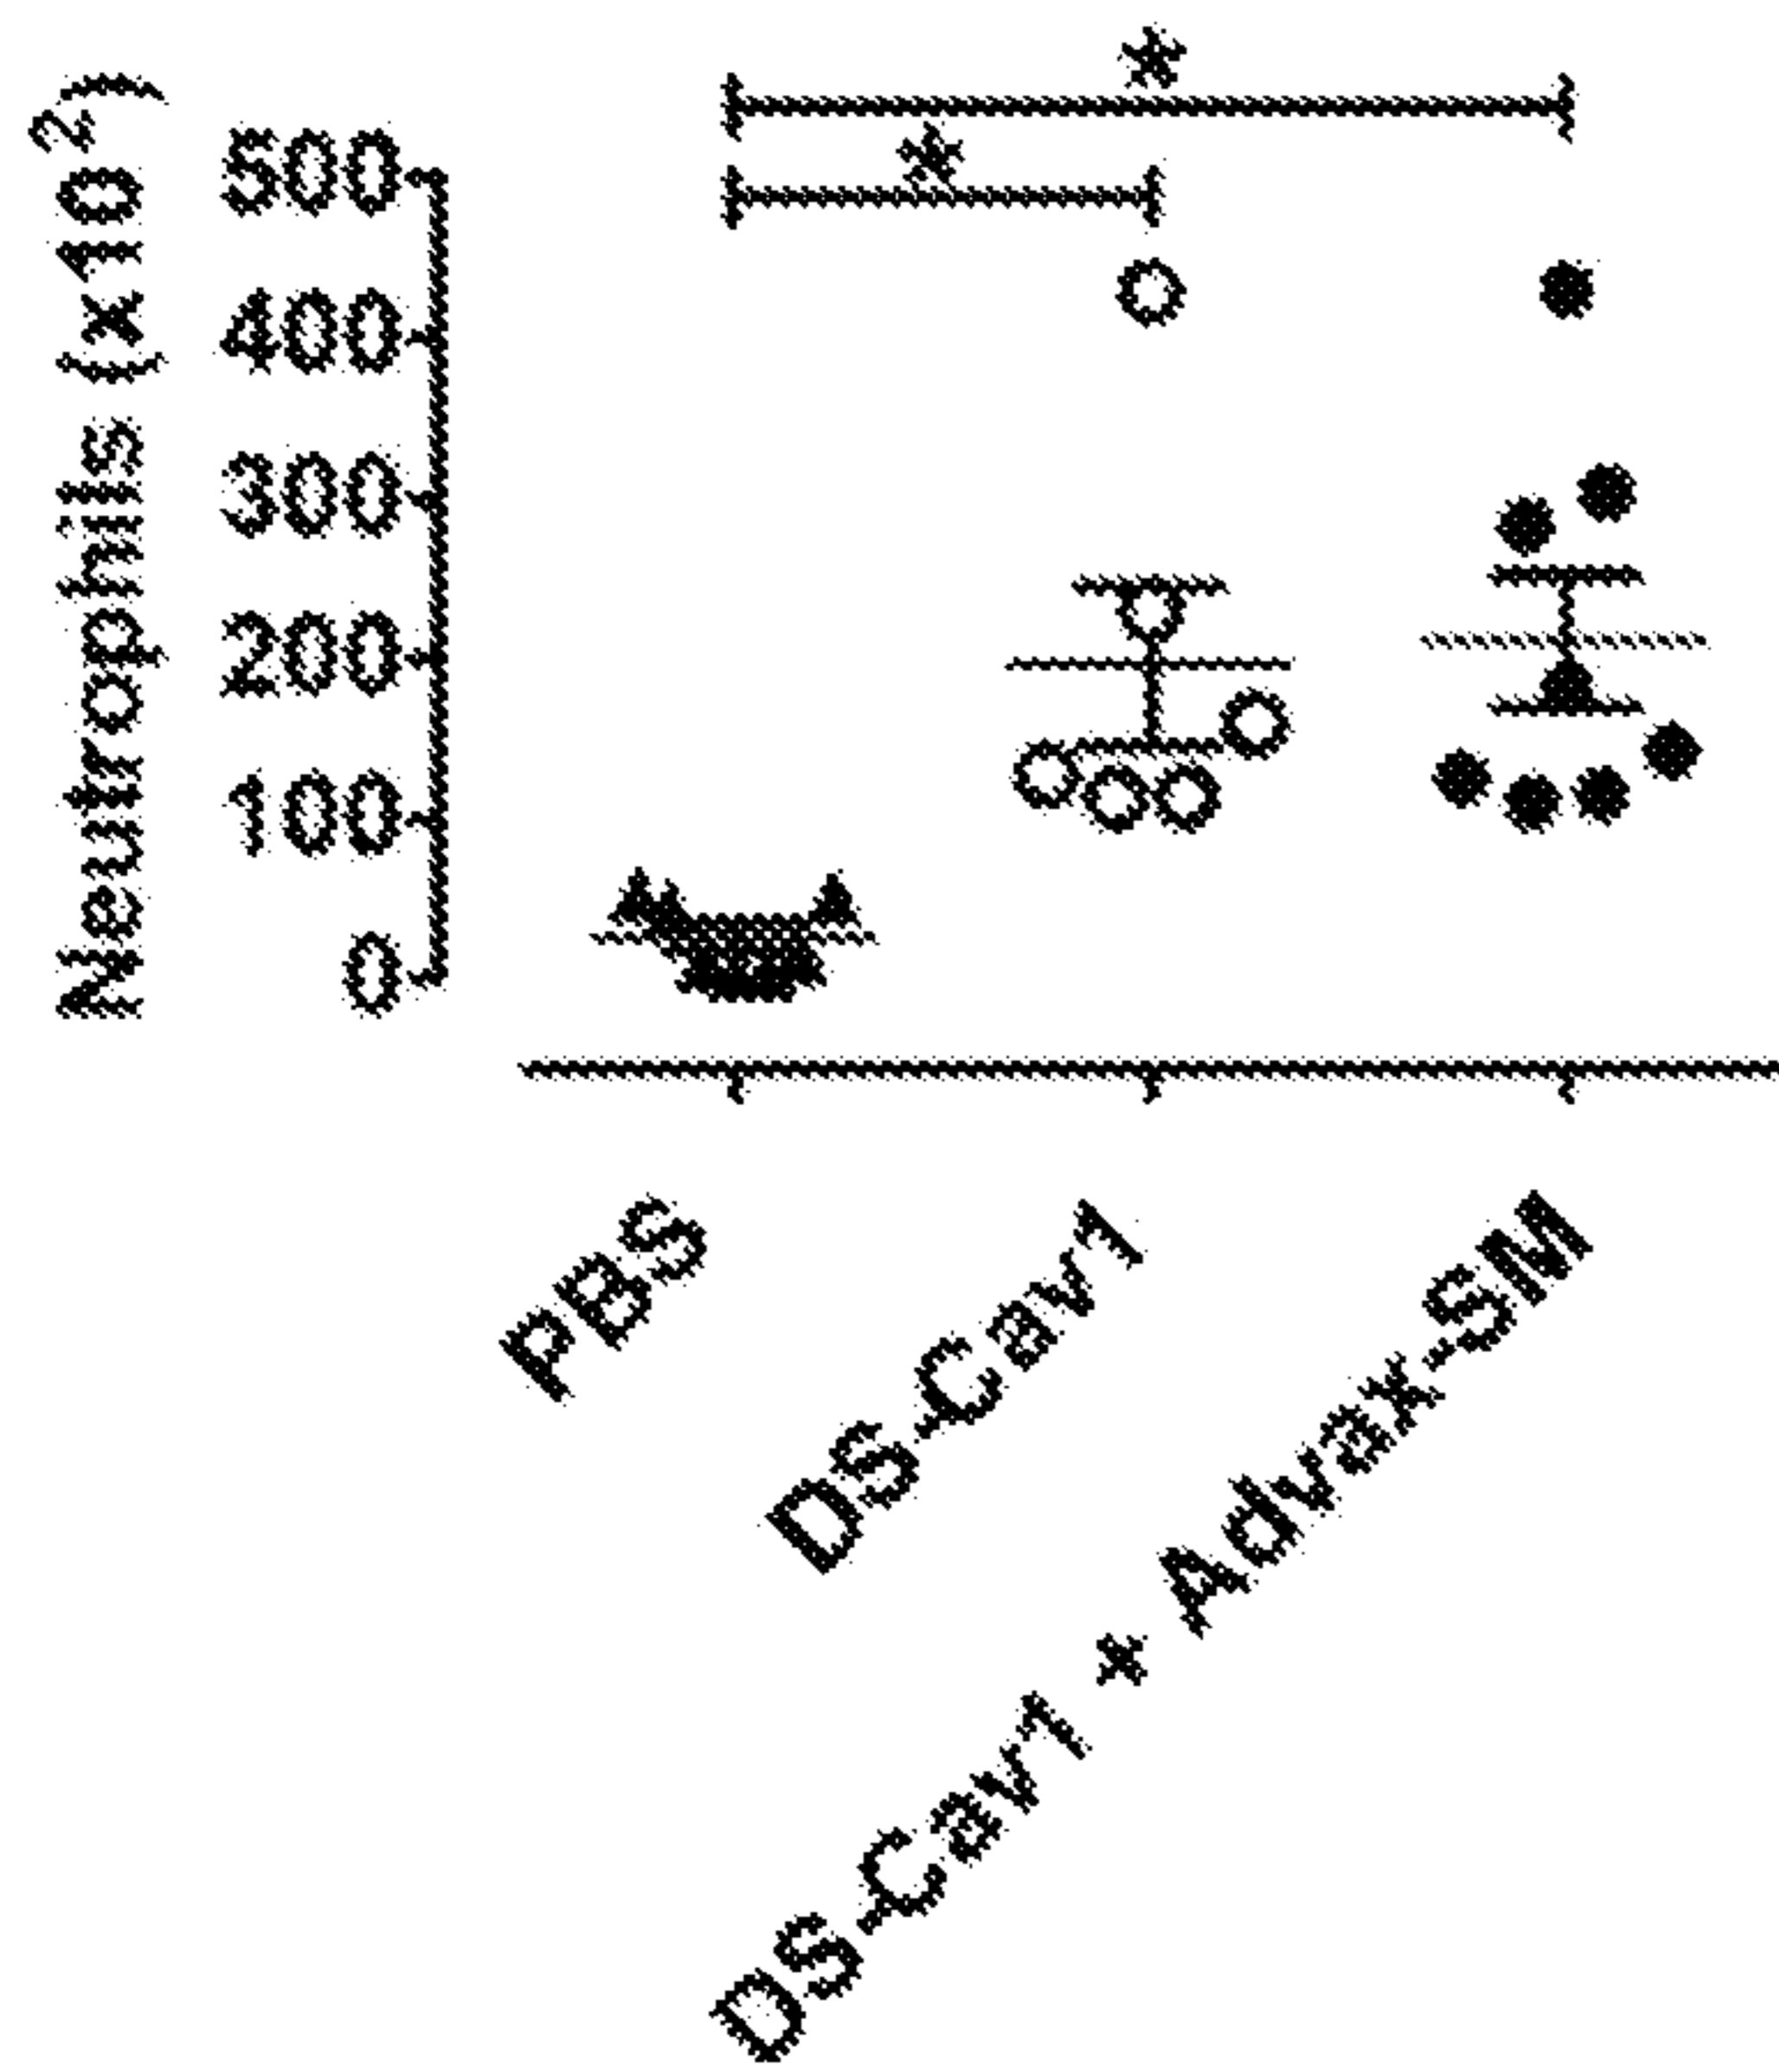 Neutrophils (x10²)
500
400
300
200
100
0
*
*
PBS
DS-Cav1
DS-Cav1 + Advax-SM